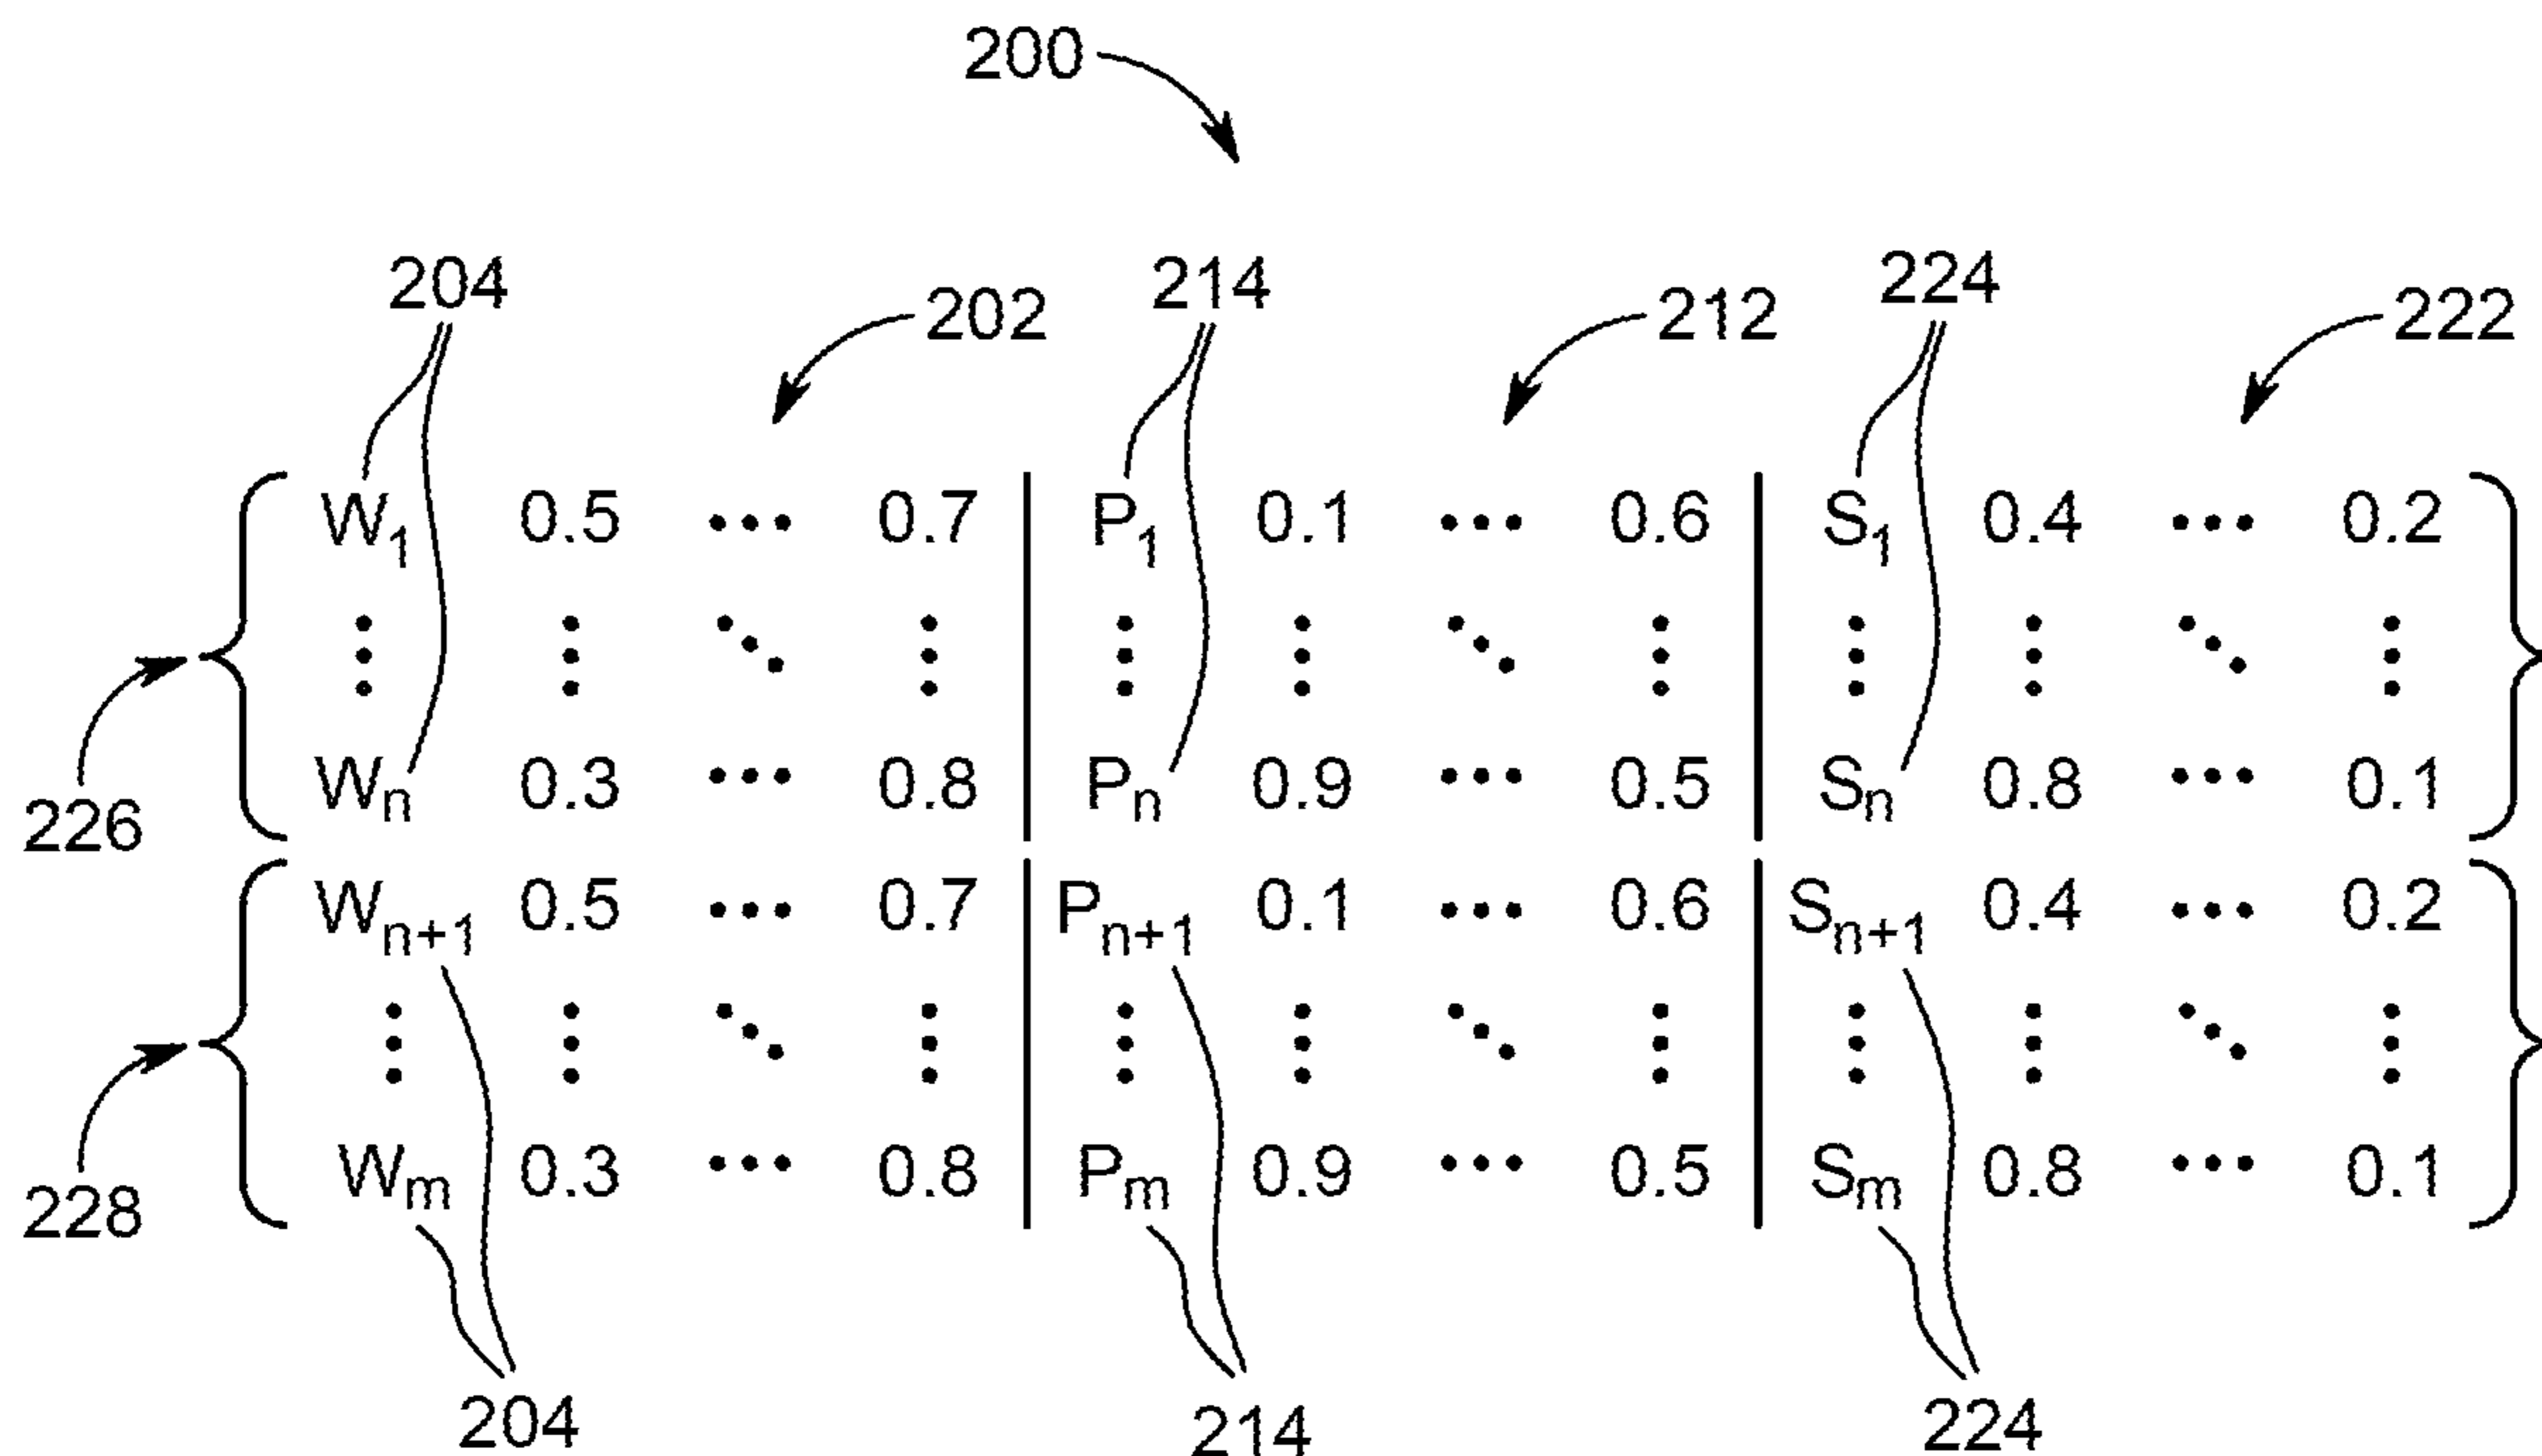 200
204 202 214 212 224 222
W₁ 0.5 ... 0.7 P₁ 0.1 ... 0.6 S₁ 0.4 ... 0.2
Wₙ 0.3 ... 0.8 Pₙ 0.9 ... 0.5 Sₙ 0.8 ... 0.1
226
Wₙ₊₁ 0.5 ... 0.7 Pₙ₊₁ 0.1 ... 0.6 Sₙ₊₁ 0.4 ... 0.2
Wₘ 0.3 ... 0.8 Pₘ 0.9 ... 0.5 Sₘ 0.8 ... 0.1
228
204 214 224